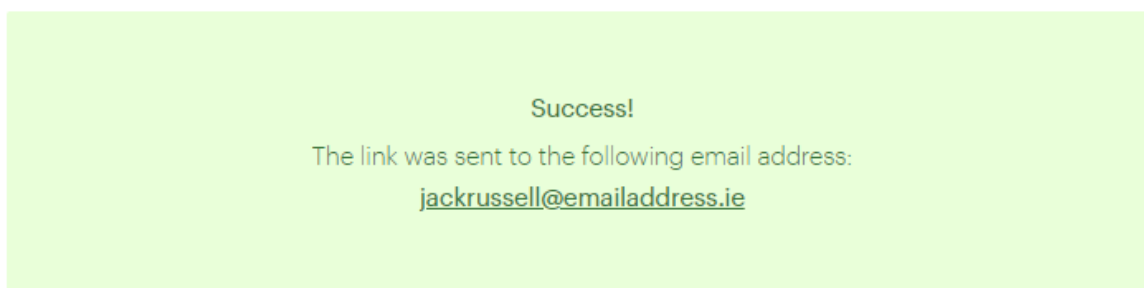 Success!
The link was sent to the following email address:
jackrussell@emailaddress.ie